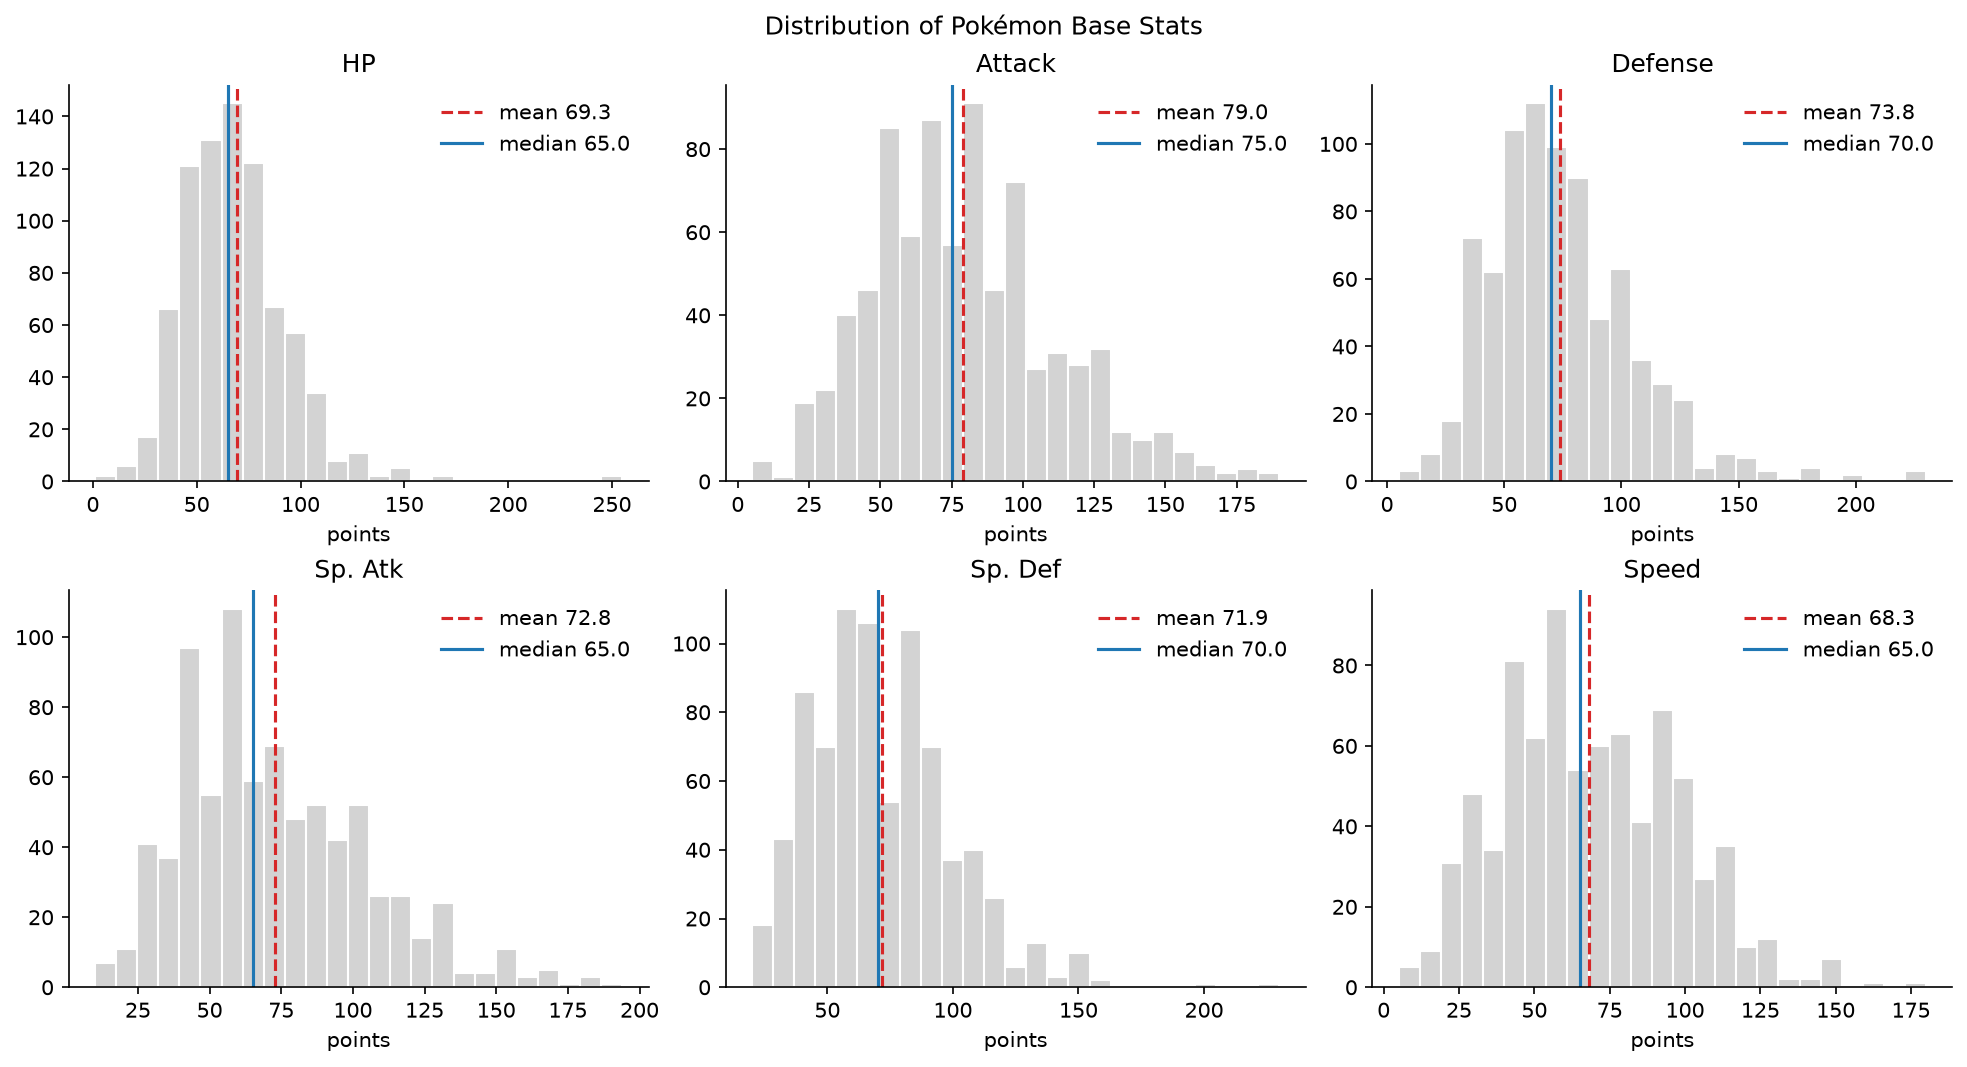 Distribution of Pokémon Base Stats
HP
mean 69.3
median 65.0
140
120
100
80
60
40
20
0
0 50 100 150 200 250
points
Attack
mean 79.0
median 75.0
80
60
40
20
0
0 25 50 75 100 125 150 175
points
Defense
mean 73.8
median 70.0
100
80
60
40
20
0
0 50 100 150 200
points
Sp. Atk
mean 72.8
median 65.0
100
80
60
40
20
0
25 50 75 100 125 150 175 200
points
Sp. Def
mean 71.9
median 70.0
100
80
60
40
20
0
50 100 150 200
points
Speed
mean 68.3
median 65.0
80
60
40
20
0
0 25 50 75 100 125 150 175
points